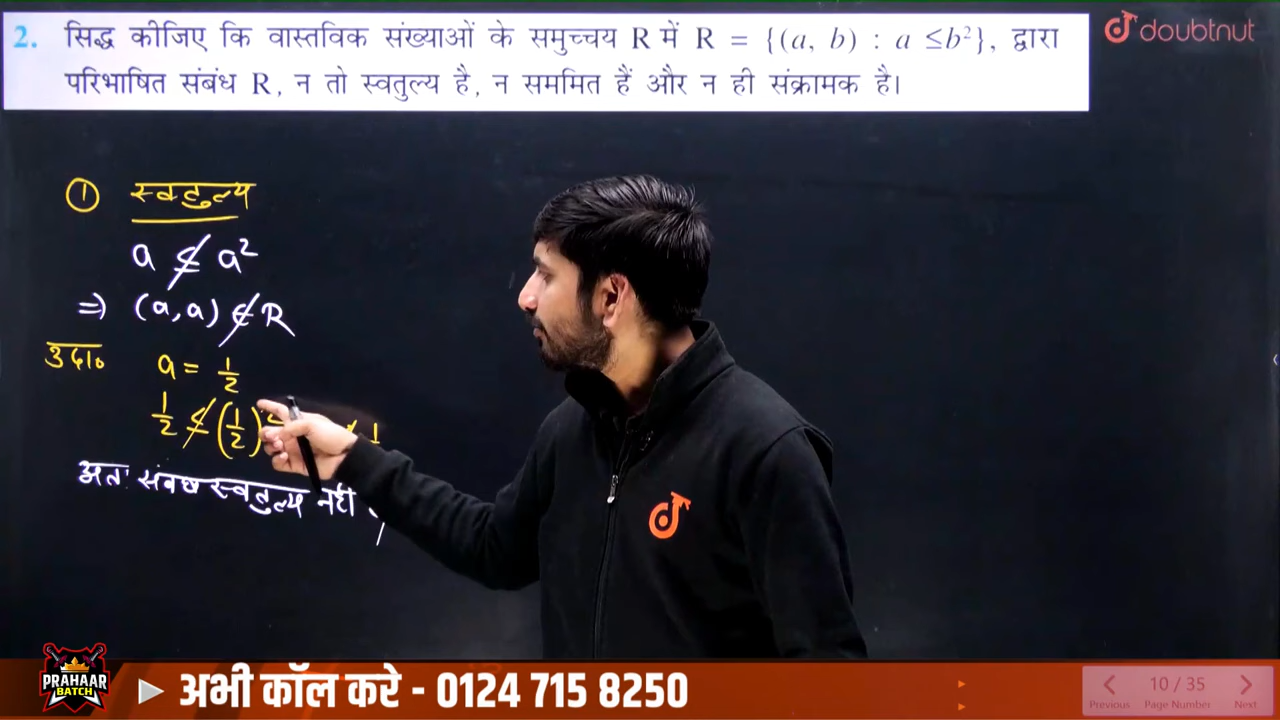 2. सिद्ध कीजिए कि वास्तविक संख्याओं के समुच्चय R में R = {(a, b) : a ≤b²}, द्वारा
परिभाषित संबंध R, न तो स्वतुल्य है, न सममित हैं और न ही संक्रामक है।
doubtnut
① स्वतुल्य
a ≰ a²
⇒ (a,a) ∉ R
उदा० a = 1/2
1/2 ≰ (1/2)²
अतः संबंध स्वतुल्य नहीं
PRAHAAR
BATCH
अभी कॉल करे - 0124 715 8250
10 / 35
Previous Page Number Next